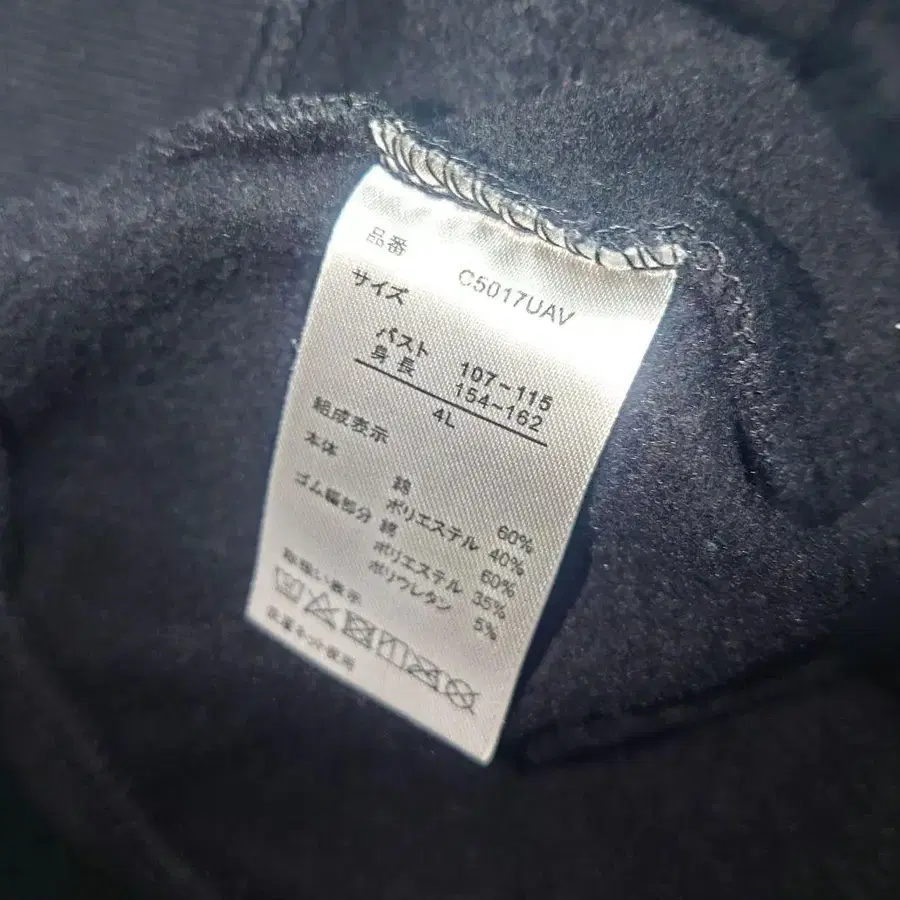 品番 C5017UAV
サイズ
バスト 107-115
身長 154-162
4L
組成表示
本体
綿 60%
ポリエステル 40%
ゴム編部分 綿 60%
ポリエステル 35%
ポリウレタン 5%
取扱い表示
洗濯ネット使用